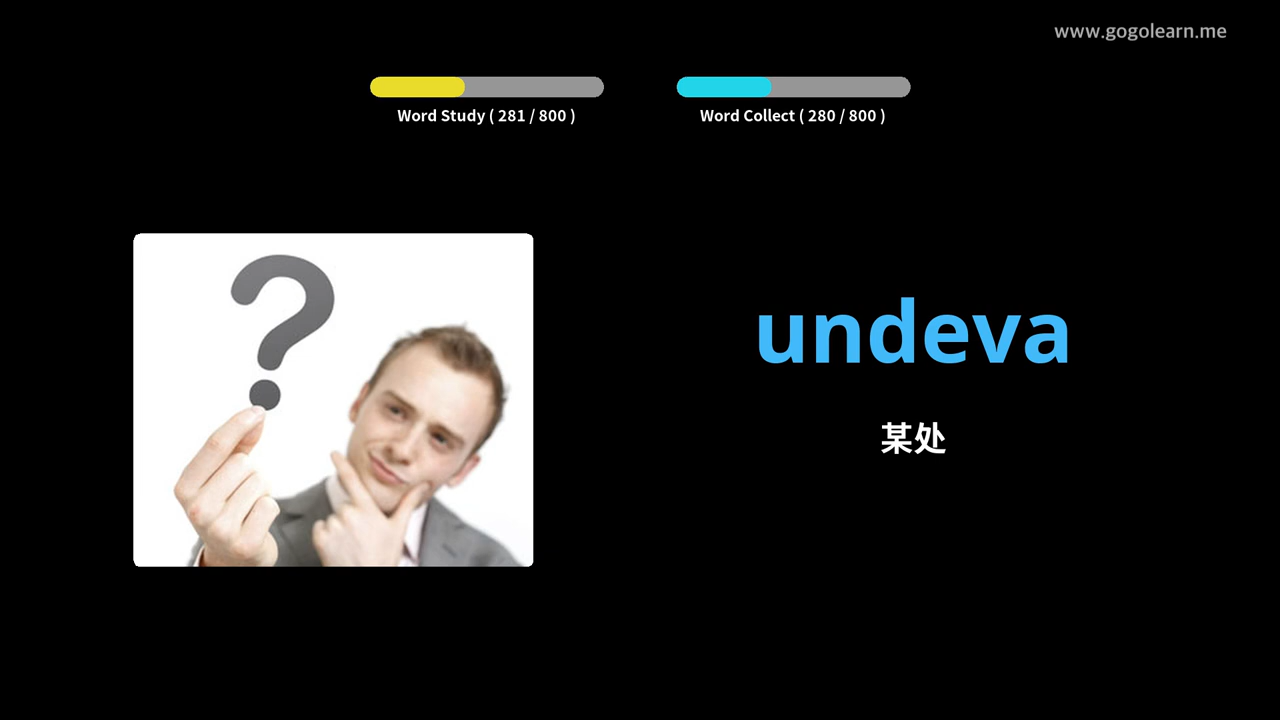 www.gogolearn.me
Word Study ( 281 / 800 )
Word Collect ( 280 / 800 )
?
undeva
某处